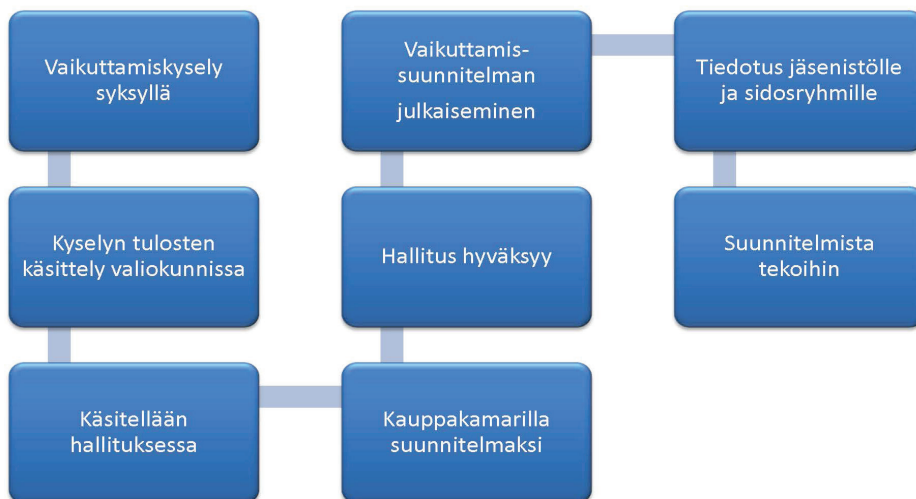 Vaikuttamiskysely
syksyllä
Kyselyn tulosten
käsittely valiokunnissa
Käsitellään
hallituksessa
Kauppakamarilla
suunnitelmaksi
Hallitus hyväksyy
Vaikuttamis-
suunnitelman
julkaiseminen
Tiedotus jäsenistölle
ja sidosryhmille
Suunnitelmista
tekoihin